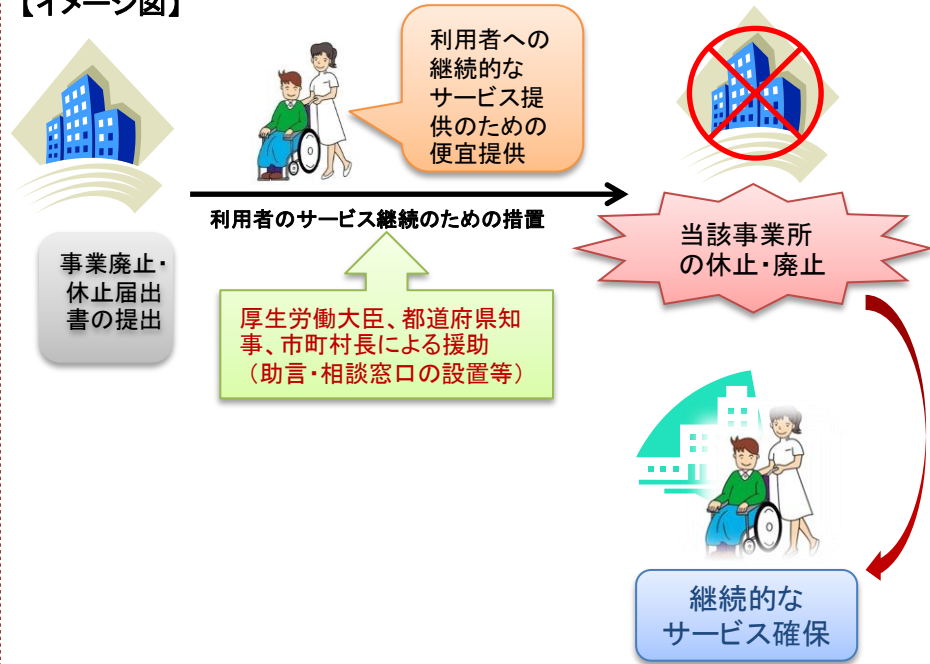 【イメージ図】
利用者への
継続的な
サービス提
供のための
便宜提供
利用者のサービス継続のための措置
事業廃止・
休止届出
書の提出
厚生労働大臣、都道府県知
事、市町村長による援助
（助言・相談窓口の設置等）
当該事業所
の休止・廃止
継続的な
サービス確保